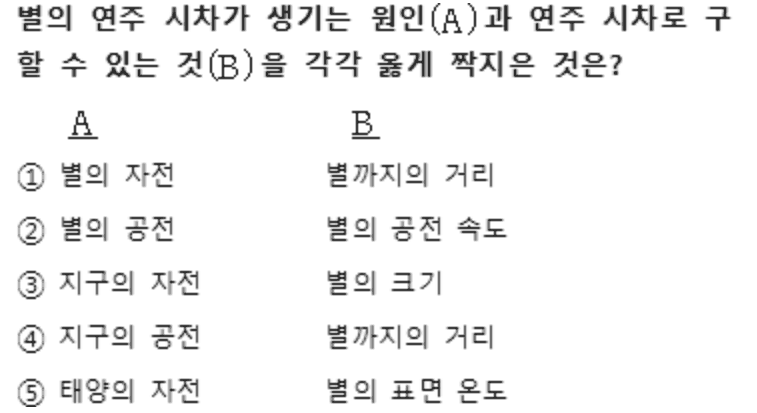 별의 연주 시차가 생기는 원인(A)과 연주 시차로 구
할 수 있는 것(B)을 각각 옳게 짝지은 것은?
A B
① 별의 자전 별까지의 거리
② 별의 공전 별의 공전 속도
③ 지구의 자전 별의 크기
④ 지구의 공전 별까지의 거리
⑤ 태양의 자전 별의 표면 온도